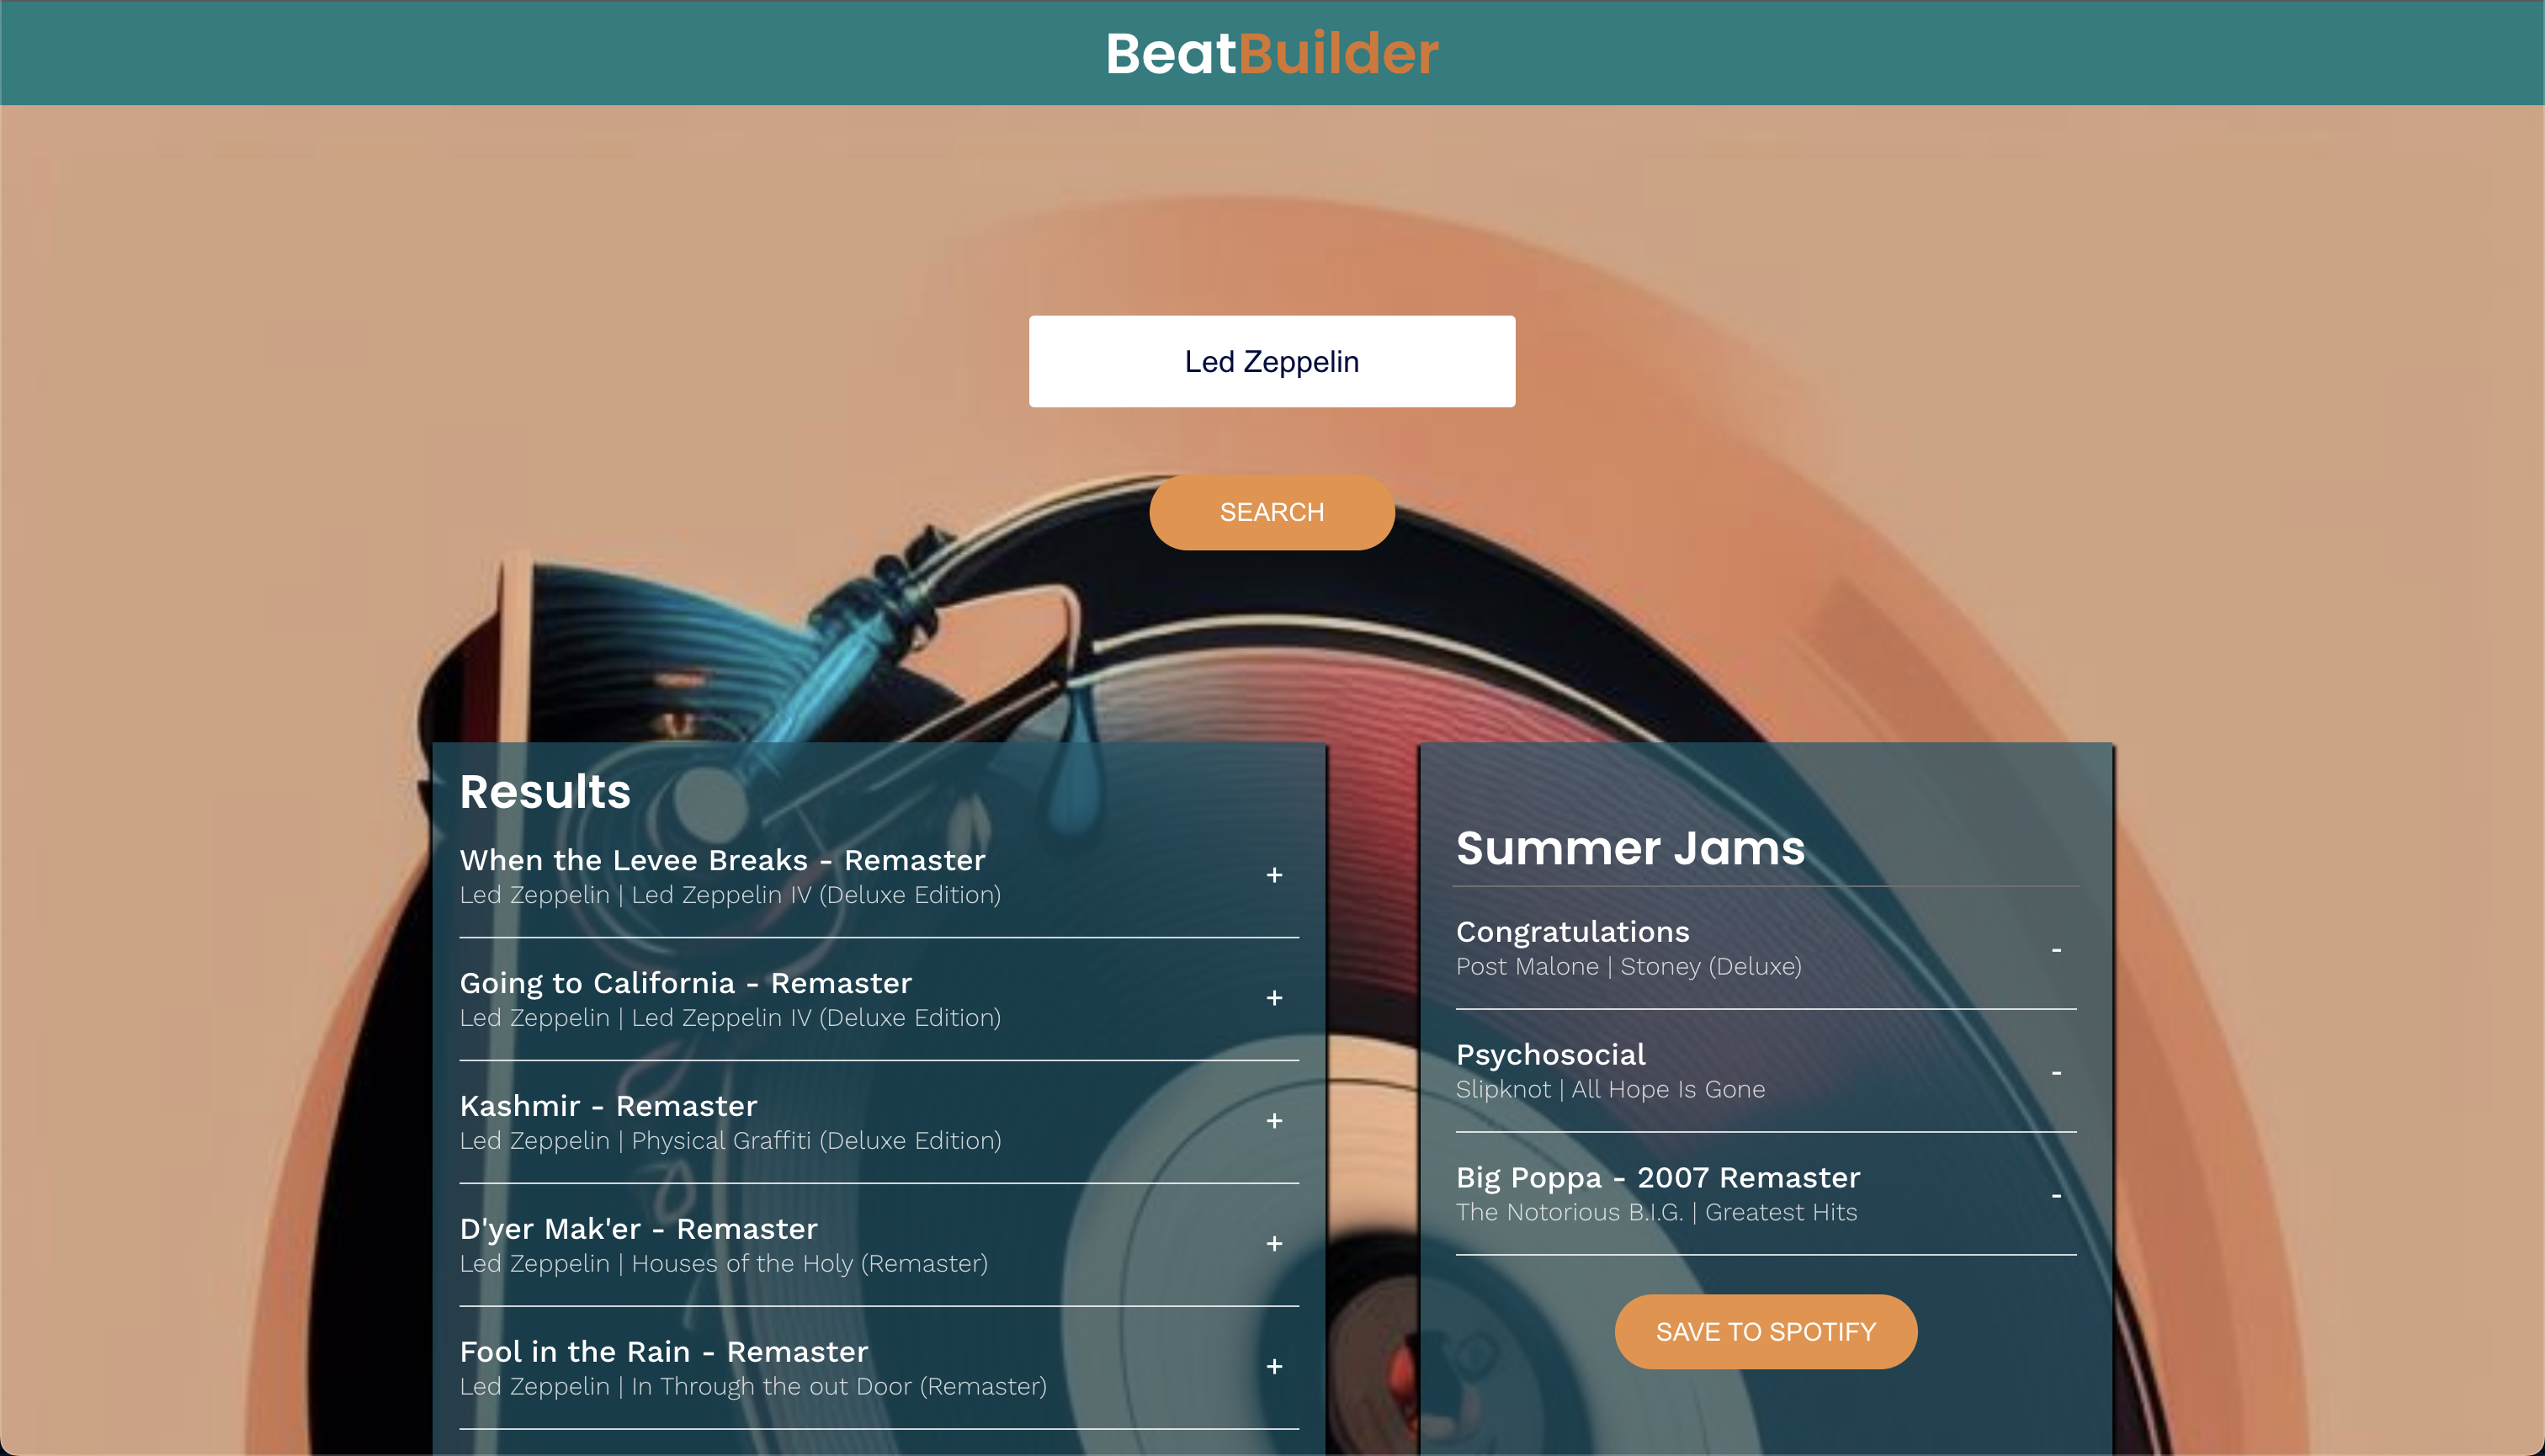 BeatBuilder
Led Zeppelin
SEARCH
Results
When the Levee Breaks - Remaster
Led Zeppelin | Led Zeppelin IV (Deluxe Edition)
+
Going to California - Remaster
Led Zeppelin | Led Zeppelin IV (Deluxe Edition)
+
Kashmir - Remaster
Led Zeppelin | Physical Graffiti (Deluxe Edition)
+
D'yer Mak'er - Remaster
Led Zeppelin | Houses of the Holy (Remaster)
+
Fool in the Rain - Remaster
Led Zeppelin | In Through the out Door (Remaster)
+
Summer Jams
Congratulations
Post Malone | Stoney (Deluxe)
-
Psychosocial
Slipknot | All Hope Is Gone
-
Big Poppa - 2007 Remaster
The Notorious B.I.G. | Greatest Hits
-
SAVE TO SPOTIFY